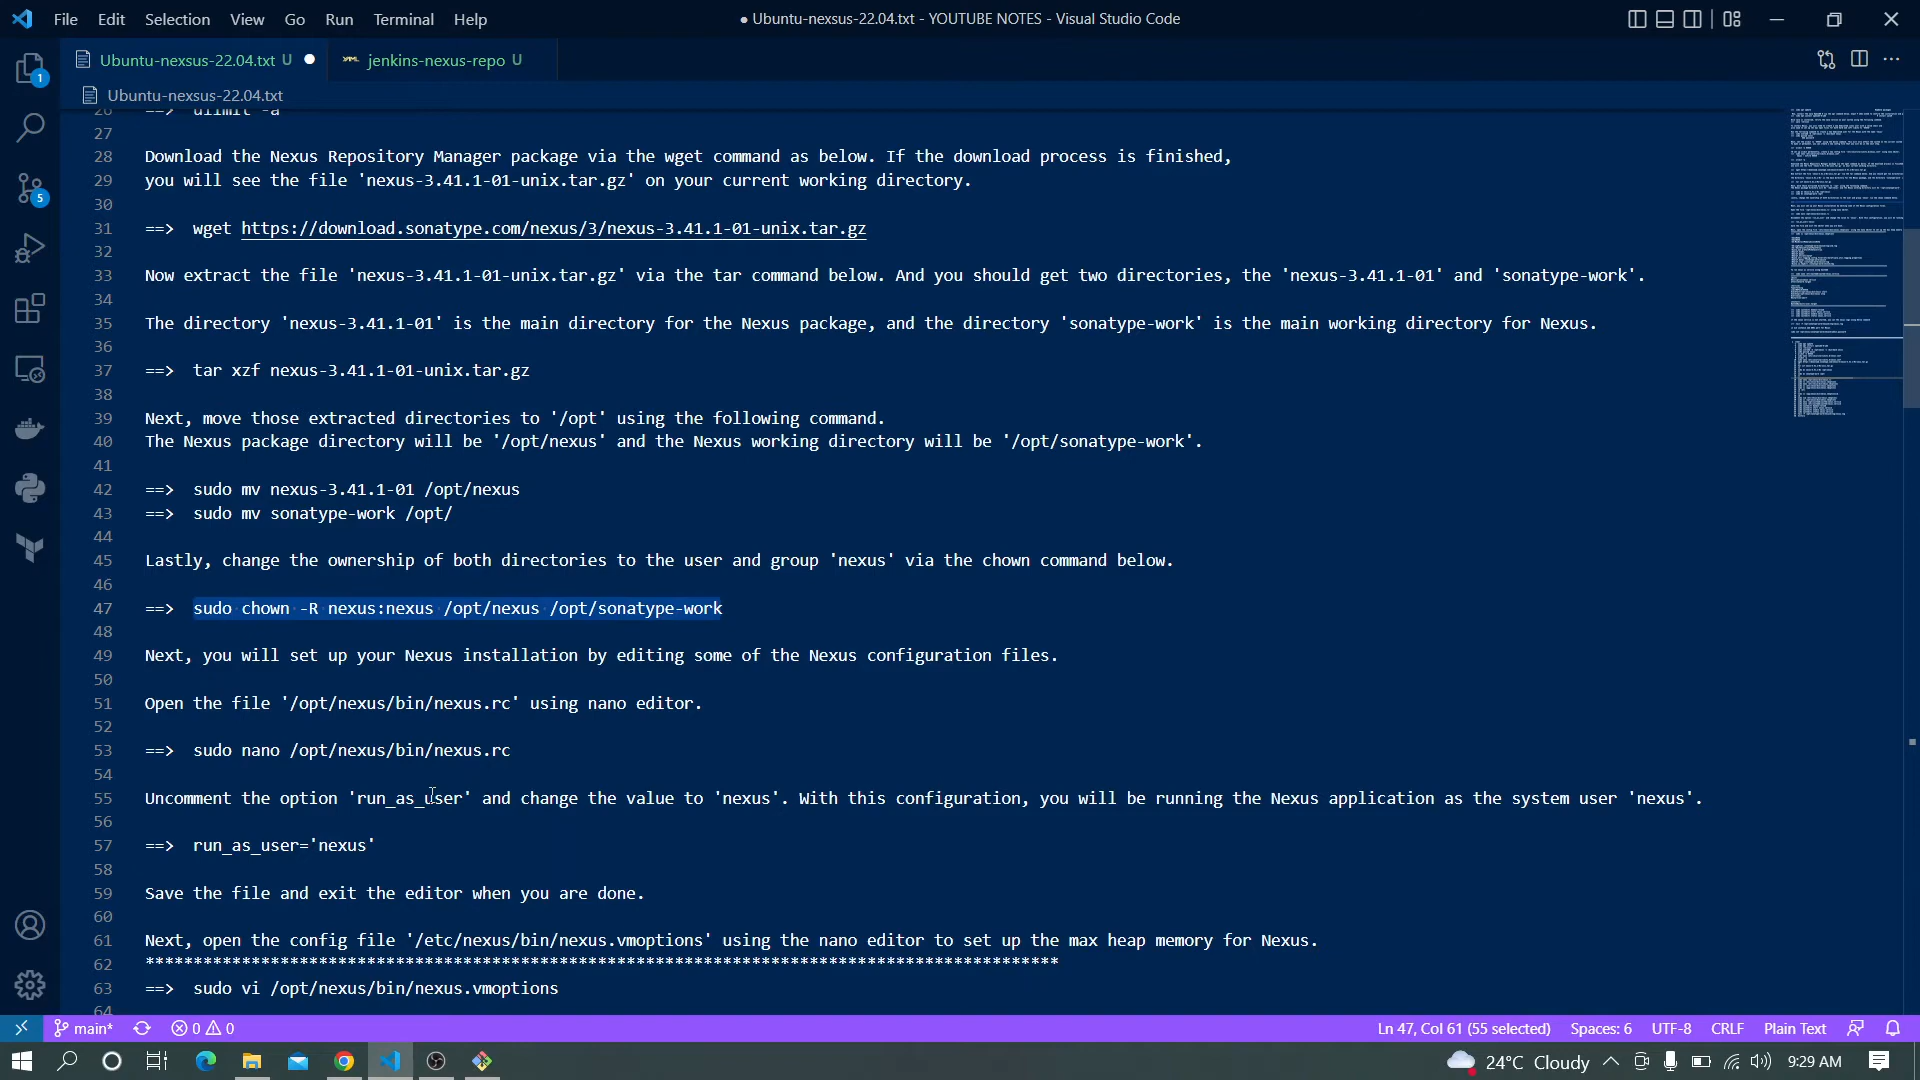 File Edit Selection View Go Run Terminal Help
● Ubuntu-nexsus-22.04.txt - YOUTUBE NOTES - Visual Studio Code
Ubuntu-nexsus-22.04.txt U ●
jenkins-nexus-repo U
Ubuntu-nexsus-22.04.txt
26 ==> ulimit -a
27
28 Download the Nexus Repository Manager package via the wget command as below. If the download process is finished,
29 you will see the file 'nexus-3.41.1-01-unix.tar.gz' on your current working directory.
30
31 ==> wget https://download.sonatype.com/nexus/3/nexus-3.41.1-01-unix.tar.gz
32
33 Now extract the file 'nexus-3.41.1-01-unix.tar.gz' via the tar command below. And you should get two directories, the 'nexus-3.41.1-01' and 'sonatype-work'.
34
35 The directory 'nexus-3.41.1-01' is the main directory for the Nexus package, and the directory 'sonatype-work' is the main working directory for Nexus.
36
37 ==> tar xzf nexus-3.41.1-01-unix.tar.gz
38
39 Next, move those extracted directories to '/opt' using the following command.
40 The Nexus package directory will be '/opt/nexus' and the Nexus working directory will be '/opt/sonatype-work'.
41
42 ==> sudo mv nexus-3.41.1-01 /opt/nexus
43 ==> sudo mv sonatype-work /opt/
44
45 Lastly, change the ownership of both directories to the user and group 'nexus' via the chown command below.
46
47 ==> sudo chown -R nexus:nexus /opt/nexus /opt/sonatype-work
48
49 Next, you will set up your Nexus installation by editing some of the Nexus configuration files.
50
51 Open the file '/opt/nexus/bin/nexus.rc' using nano editor.
52
53 ==> sudo nano /opt/nexus/bin/nexus.rc
54
55 Uncomment the option 'run_as_user' and change the value to 'nexus'. With this configuration, you will be running the Nexus application as the system user 'nexus'.
56
57 ==> run_as_user='nexus'
58
59 Save the file and exit the editor when you are done.
60
61 Next, open the config file '/etc/nexus/bin/nexus.vmoptions' using the nano editor to set up the max heap memory for Nexus.
62 ***********************************************************************************************
63 ==> sudo vi /opt/nexus/bin/nexus.vmoptions
64
1
5
main* 0 0
Ln 47, Col 61 (55 selected) Spaces: 6 UTF-8 CRLF Plain Text
24°C Cloudy 9:29 AM